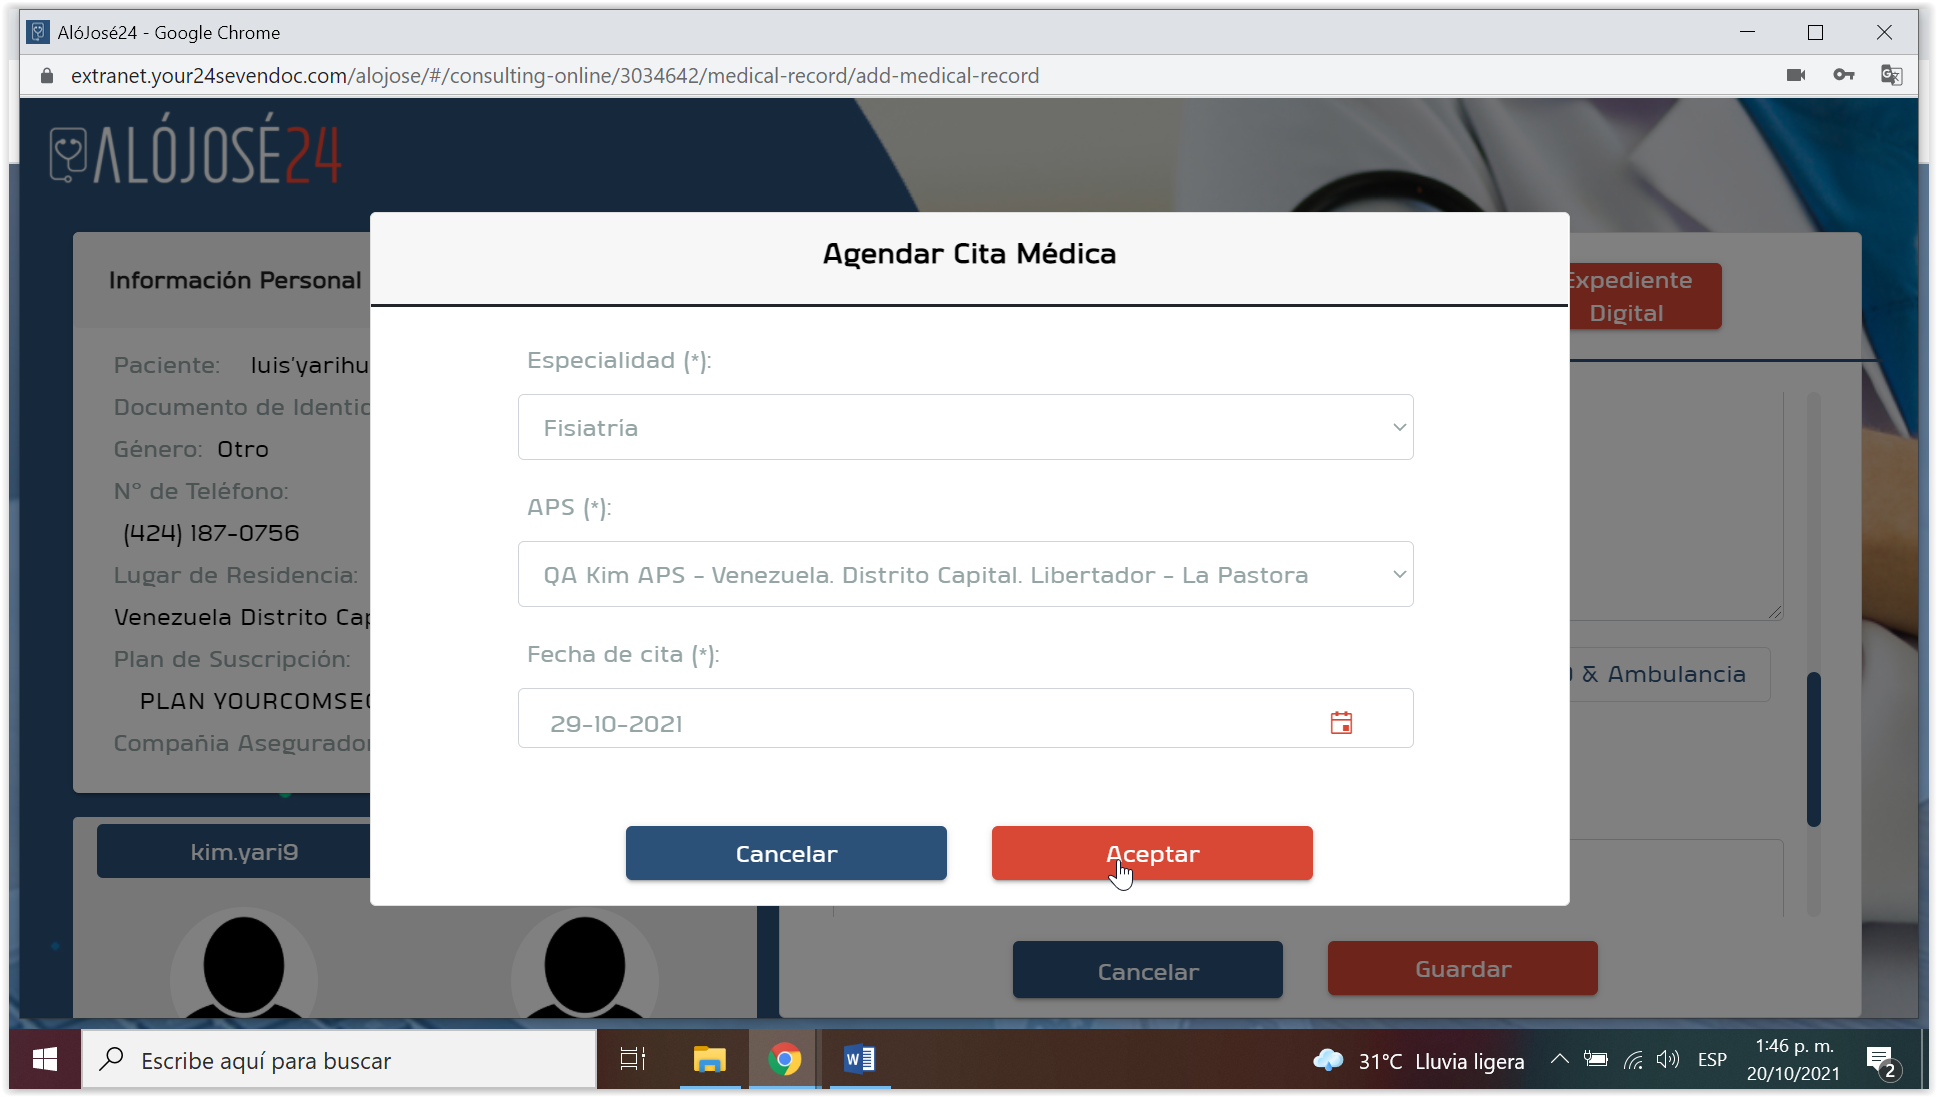 AlóJosé24 - Google Chrome
extranet.your24sevendoc.com/alojose/#/consulting-online/3034642/medical-record/add-medical-record
ALÓJOSÉ24
Agendar Cita Médica
Información Personal
Expediente
Digital
Especialidad (*):
Paciente: luis'yarihu
Documento de Identid
Fisiatría
Género: Otro
Nº de Teléfono:
APS (*):
(424) 187-0756
Lugar de Residencia:
QA Kim APS - Venezuela. Distrito Capital. Libertador - La Pastora
Venezuela Distrito Cap
Plan de Suscripción:
Fecha de cita (*):
& Ambulancia
PLAN YOURCOMSEC
29-10-2021
Compañia Asegurador
kim.yari9
Cancelar
Aceptar
Cancelar
Guardar
Escribe aquí para buscar
31°C Lluvia ligera
ESP
1:46 p. m.
20/10/2021
2